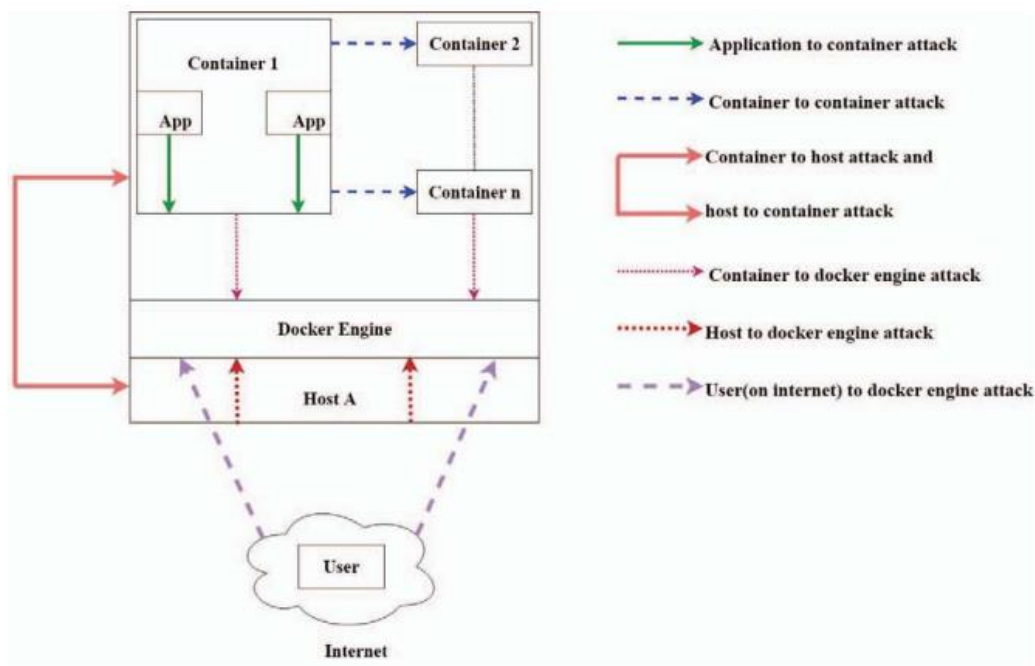 Container 1
Container 2
App
App
Container n
Docker Engine
Host A
User
Internet
Application to container attack
Container to container attack
Container to host attack and
host to container attack
Container to docker engine attack
Host to docker engine attack
User(on internet) to docker engine attack